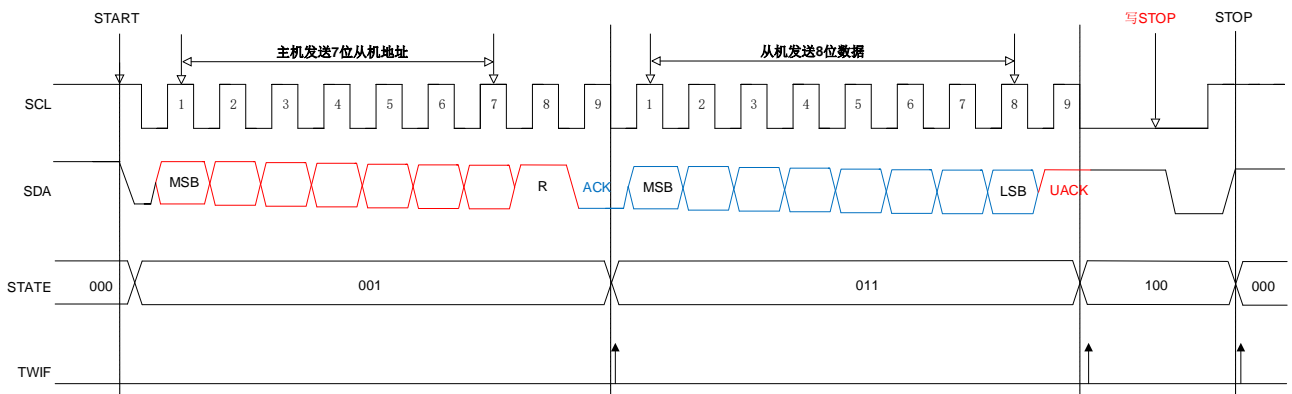 START 写STOP STOP
主机发送7位从机地址 从机发送8位数据
SCL 1 2 3 4 5 6 7 8 9 1 2 3 4 5 6 7 8 9
SDA MSB R ACK MSB LSB UACK
STATE 000 001 011 100 000
TWIF